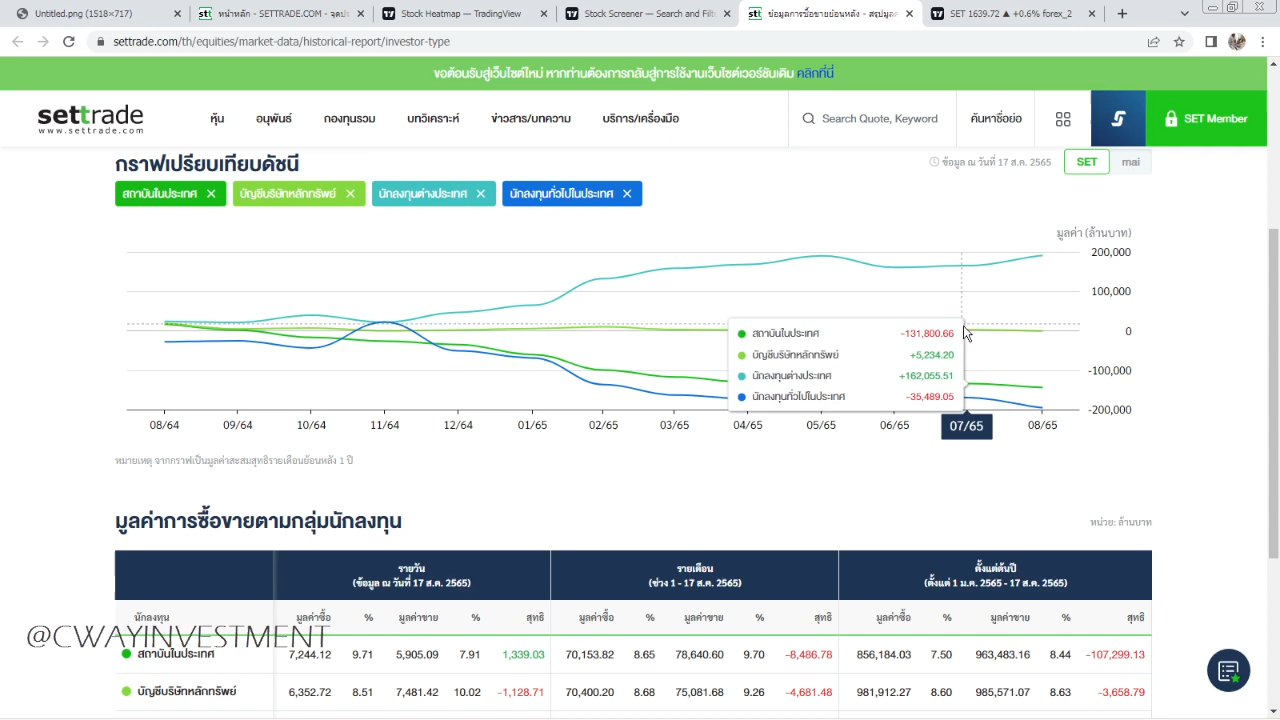 Untitled.png (1518×717)
หน้าหลัก - SETTRADE.COM - จุดประ
Stock Heatmap — TradingView
Stock Screener — Search and Filt
ข้อมูลการซื้อขายย้อนหลัง - สรุปมูลค
SET 1639.72 ▲ +0.6% forex_2
settrade.com/th/equities/market-data/historical-report/investor-type
ขอต้อนรับสู่เว็บไซต์ใหม่ หากท่านต้องการกลับสู่การใช้งานเว็บไซต์เวอร์ชันเดิม คลิกที่นี่
settrade
www.settrade.com
หุ้น
อนุพันธ์
กองทุนรวม
บทวิเคราะห์
ข่าวสาร/บทความ
บริการ/เครื่องมือ
Search Quote, Keyword
ค้นหาชื่อย่อ
SET Member
กราฟเปรียบเทียบดัชนี
ข้อมูล ณ วันที่ 17 ส.ค. 2565
SET
mai
สถาบันในประเทศ ×
บัญชีบริษัทหลักทรัพย์ ×
นักลงทุนต่างประเทศ ×
นักลงทุนทั่วไปในประเทศ ×
มูลค่า (ล้านบาท)
200,000
100,000
0
-100,000
-200,000
สถาบันในประเทศ -131,800.66
บัญชีบริษัทหลักทรัพย์ +5,234.20
นักลงทุนต่างประเทศ +162,055.51
นักลงทุนทั่วไปในประเทศ -35,489.05
08/64 09/64 10/64 11/64 12/64 01/65 02/65 03/65 04/65 05/65 06/65 07/65 08/65
หมายเหตุ จากกราฟเป็นมูลค่าสะสมสุทธิรายเดือนย้อนหลัง 1 ปี
มูลค่าการซื้อขายตามกลุ่มนักลงทุน
หน่วย: ล้านบาท
รายวัน
(ข้อมูล ณ วันที่ 17 ส.ค. 2565)
รายเดือน
(ช่วง 1 - 17 ส.ค. 2565)
ตั้งแต่ต้นปี
(ตั้งแต่ 1 ม.ค. 2565 - 17 ส.ค. 2565)
นักลงทุน มูลค่าซื้อ % มูลค่าขาย % สุทธิ มูลค่าซื้อ % มูลค่าขาย % สุทธิ มูลค่าซื้อ % มูลค่าขาย % สุทธิ
@CWAYINVESTMENT
สถาบันในประเทศ 7,244.12 9.71 5,905.09 7.91 1,339.03 70,153.82 8.65 78,640.60 9.70 -8,486.78 856,184.03 7.50 963,483.16 8.44 -107,299.13
บัญชีบริษัทหลักทรัพย์ 6,352.72 8.51 7,481.42 10.02 -1,128.71 70,400.20 8.68 75,081.68 9.26 -4,681.48 981,912.27 8.60 985,571.07 8.63 -3,658.79